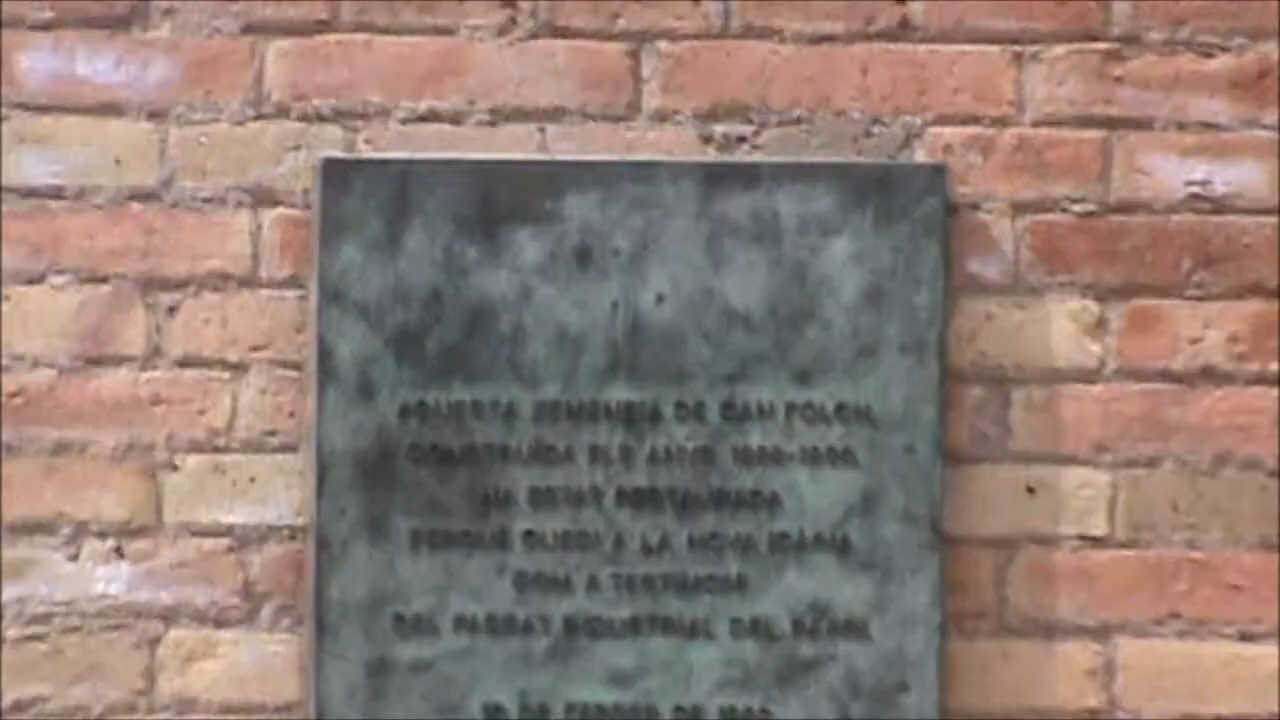 AQUESTA XEMENEIA DE CAN FOLCH,
CONSTRUÏDA ELS ANYS
HA ESTAT RESTAURADA
PERQUÈ QUEDI A LA NOVA ICÀRIA
COM A TESTIMONI
DEL PASSAT INDUSTRIAL DEL BARRI.
DE FEBRER DE